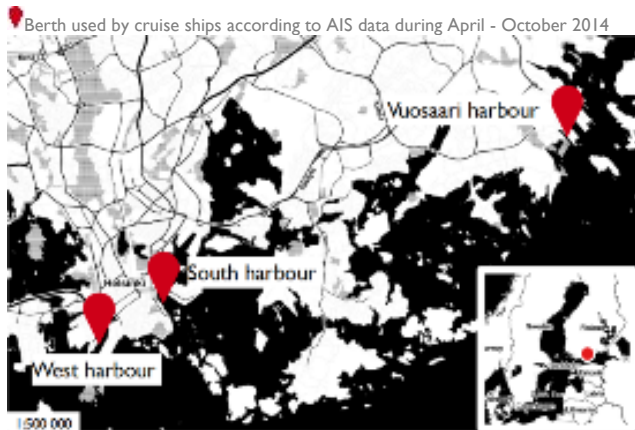 Berth used by cruise ships according to AIS data during April - October 2014
Vuosaari harbour
South harbour
Helsinki
West harbour
1:500 000